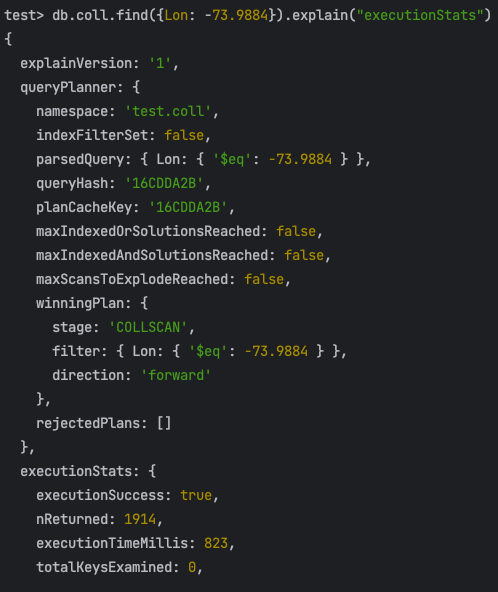 test> db.coll.find({Lon: -73.9884}).explain("executionStats")
{
  explainVersion: '1',
  queryPlanner: {
    namespace: 'test.coll',
    indexFilterSet: false,
    parsedQuery: { Lon: { '$eq': -73.9884 } },
    queryHash: '16CDDA2B',
    planCacheKey: '16CDDA2B',
    maxIndexedOrSolutionsReached: false,
    maxIndexedAndSolutionsReached: false,
    maxScansToExplodeReached: false,
    winningPlan: {
      stage: 'COLLSCAN',
      filter: { Lon: { '$eq': -73.9884 } },
      direction: 'forward'
    },
    rejectedPlans: []
  },
  executionStats: {
    executionSuccess: true,
    nReturned: 1914,
    executionTimeMillis: 823,
    totalKeysExamined: 0,